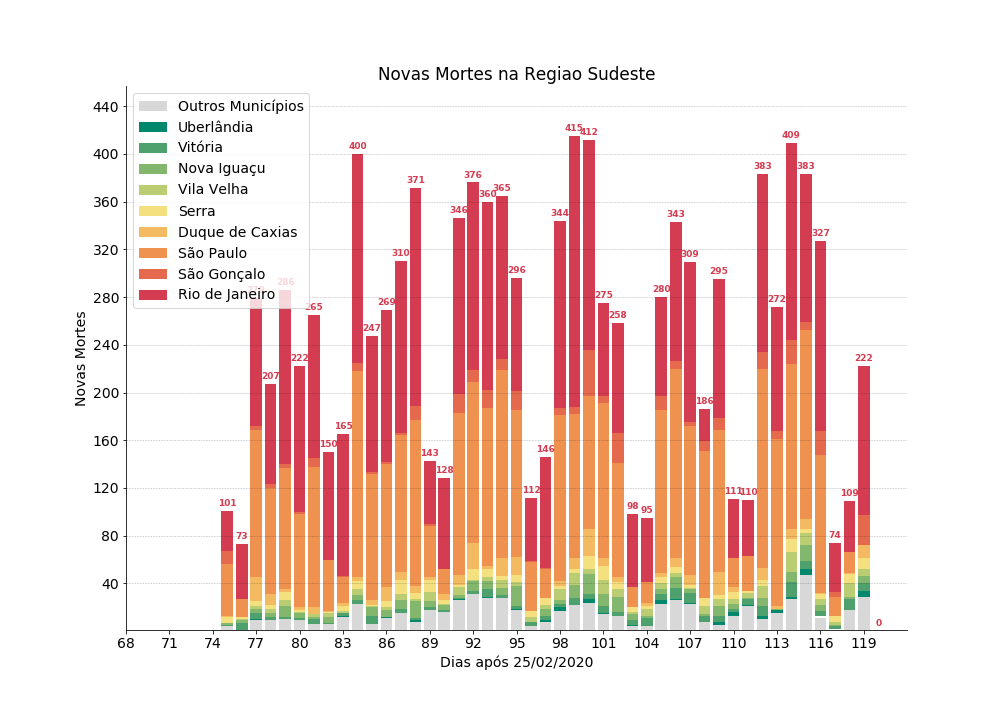 Novas Mortes na Regiao Sudeste
Outros Municípios
Uberlândia
Vitória
Nova Iguaçu
Vila Velha
Serra
Duque de Caxias
São Paulo
São Gonçalo
Rio de Janeiro
Novas Mortes
440
400
360
320
280
240
200
160
120
80
40
101 73 207 286 222 265 150 165 400 247 269 310 371 143 128 346 376 360 365 296 112 146 344 415 412 275 258 98 95 280 343 309 186 295 111 110 383 272 409 383 327 74 109 222 0
68 71 74 77 80 83 86 89 92 95 98 101 104 107 110 113 116 119
Dias após 25/02/2020